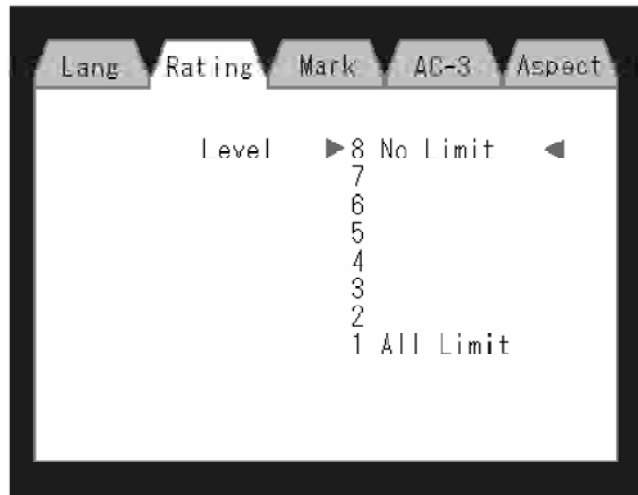 Lang Rating Mark AC-3 Aspect
Level ▶ 8 No Limit ◀
7
6
5
4
3
2
1 All Limit